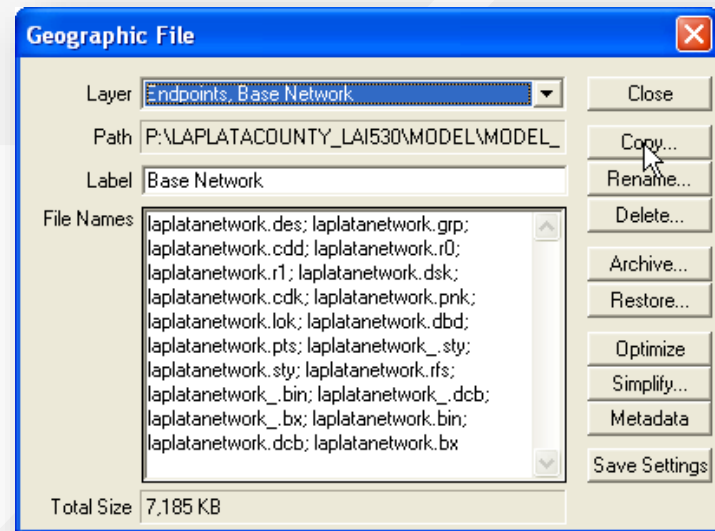 Geographic File
Layer Endpoints, Base Network
Close
Path P:\LAPLATACOUNTY_LAI530\MODEL\MODEL_
Copy...
Label Base Network
Rename...
File Names
Delete...
laplatanetwork.des; laplatanetwork.grp;
laplatanetwork.cdd; laplatanetwork.r0;
laplatanetwork.r1; laplatanetwork.dsk;
laplatanetwork.cdk; laplatanetwork.pnk;
laplatanetwork.lok; laplatanetwork.dbd;
laplatanetwork.pts; laplatanetwork_.sty;
laplatanetwork.sty; laplatanetwork.rfs;
laplatanetwork_.bin; laplatanetwork_.dcb;
laplatanetwork_.bx; laplatanetwork.bin;
laplatanetwork.dcb; laplatanetwork.bx
Archive...
Restore...
Optimize
Simplify...
Metadata
Save Settings
Total Size 7,185 KB